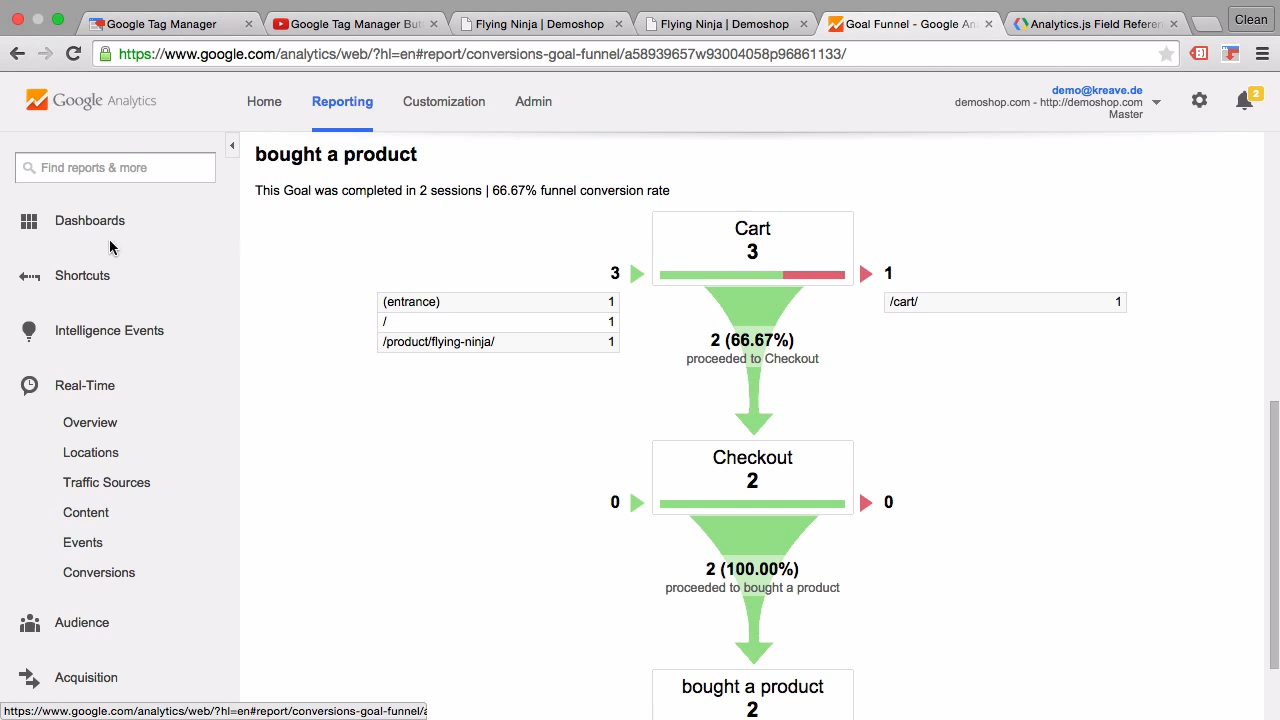 Google Tag Manager
Google Tag Manager But
Flying Ninja | Demoshop
Flying Ninja | Demoshop
Goal Funnel - Google An
Analytics.js Field Referen
Clean
https://www.google.com/analytics/web/?hl=en#report/conversions-goal-funnel/a58939657w93004058p96861133/
Google Analytics
Home
Reporting
Customization
Admin
demo@kreave.de
demoshop.com - http://demoshop.com
Master
2
Find reports & more
Dashboards
Shortcuts
Intelligence Events
Real-Time
Overview
Locations
Traffic Sources
Content
Events
Conversions
Audience
Acquisition
bought a product
This Goal was completed in 2 sessions | 66.67% funnel conversion rate
Cart
3
3
1
(entrance) 1
/ 1
/product/flying-ninja/ 1
/cart/ 1
2 (66.67%)
proceeded to Checkout
Checkout
2
0
0
2 (100.00%)
proceeded to bought a product
bought a product
2
https://www.google.com/analytics/web/?hl=en#report/conversions-goal-funnel/a